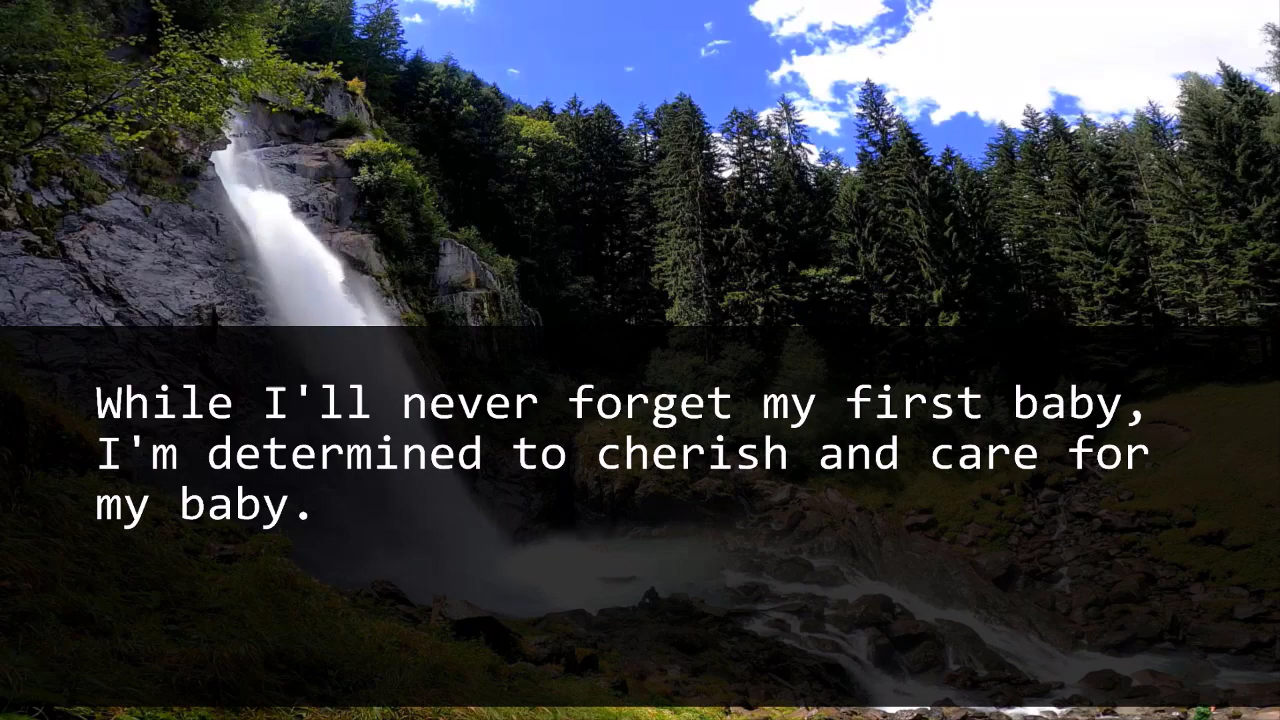 While I'll never forget my first baby,
I'm determined to cherish and care for
my baby.